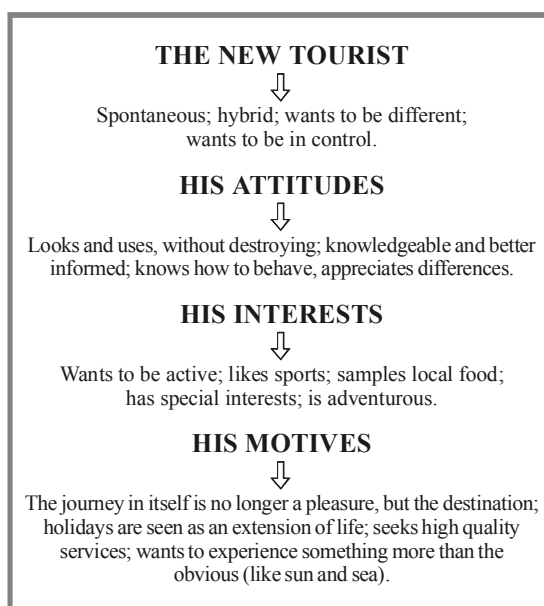 THE NEW TOURIST
Spontaneous; hybrid; wants to be different;
wants to be in control.
HIS ATTITUDES
Looks and uses, without destroying; knowledgeable and better
informed; knows how to behave, appreciates differences.
HIS INTERESTS
Wants to be active; likes sports; samples local food;
has special interests; is adventurous.
HIS MOTIVES
The journey in itself is no longer a pleasure, but the destination;
holidays are seen as an extension of life; seeks high quality
services; wants to experience something more than the
obvious (like sun and sea).